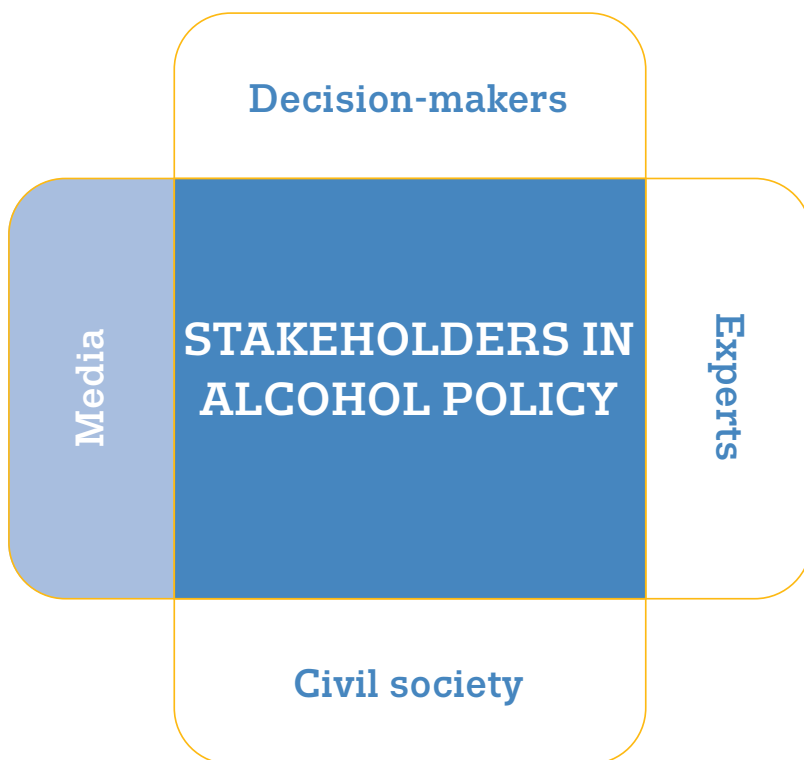 Decision-makers
Media
STAKEHOLDERS IN
ALCOHOL POLICY
Experts
Civil society